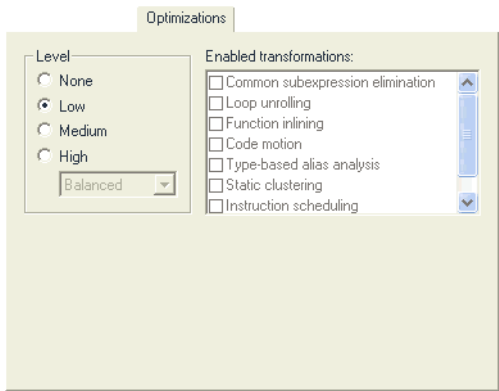 Optimizations
Level
None
Low
Medium
High
Balanced
Enabled transformations:
Common subexpression elimination
Loop unrolling
Function inlining
Code motion
Type-based alias analysis
Static clustering
Instruction scheduling